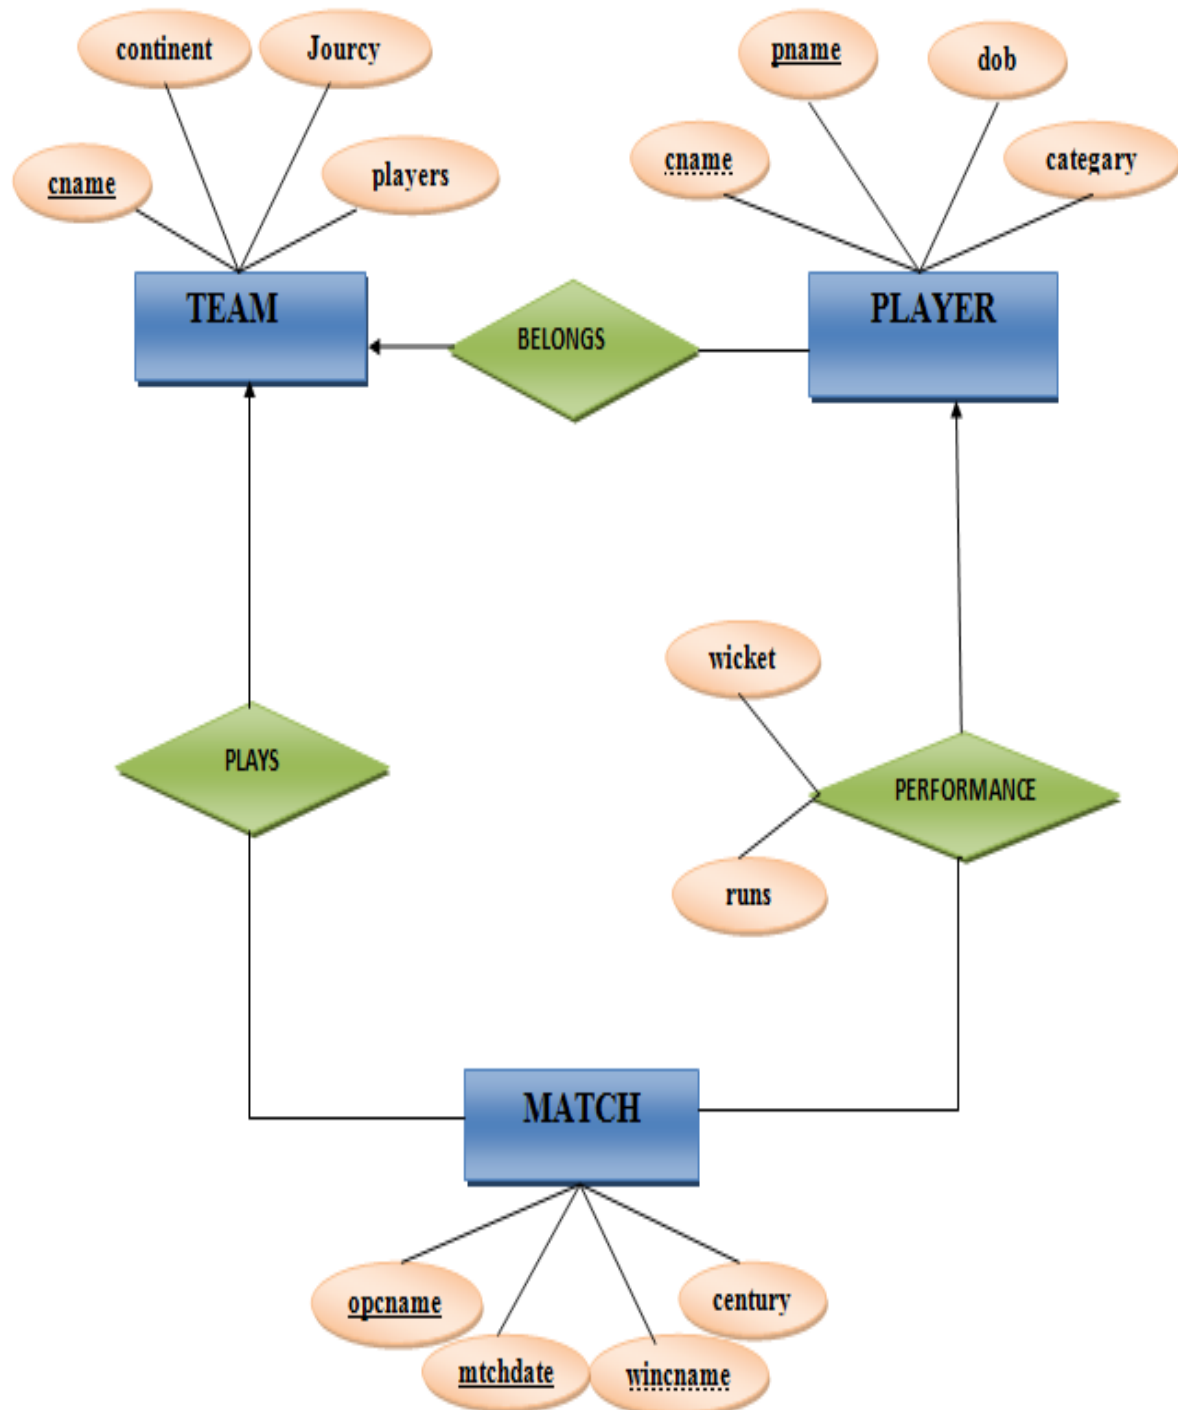 continent
Jourcy
pname
dob
cname
players
cname
categary
TEAM
BELONGS
PLAYER
wicket
PLAYS
PERFORMANCE
runs
MATCH
opcname
century
mtchdate
wincname